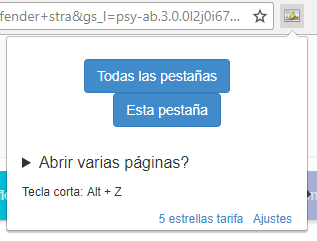 fender+stra&gs_l=psy-ab.3.0.0l2j0i67...
Todas las pestañas
Esta pestaña
Abrir varias páginas?
Tecla corta: Alt + Z
5 estrellas tarifa Ajustes